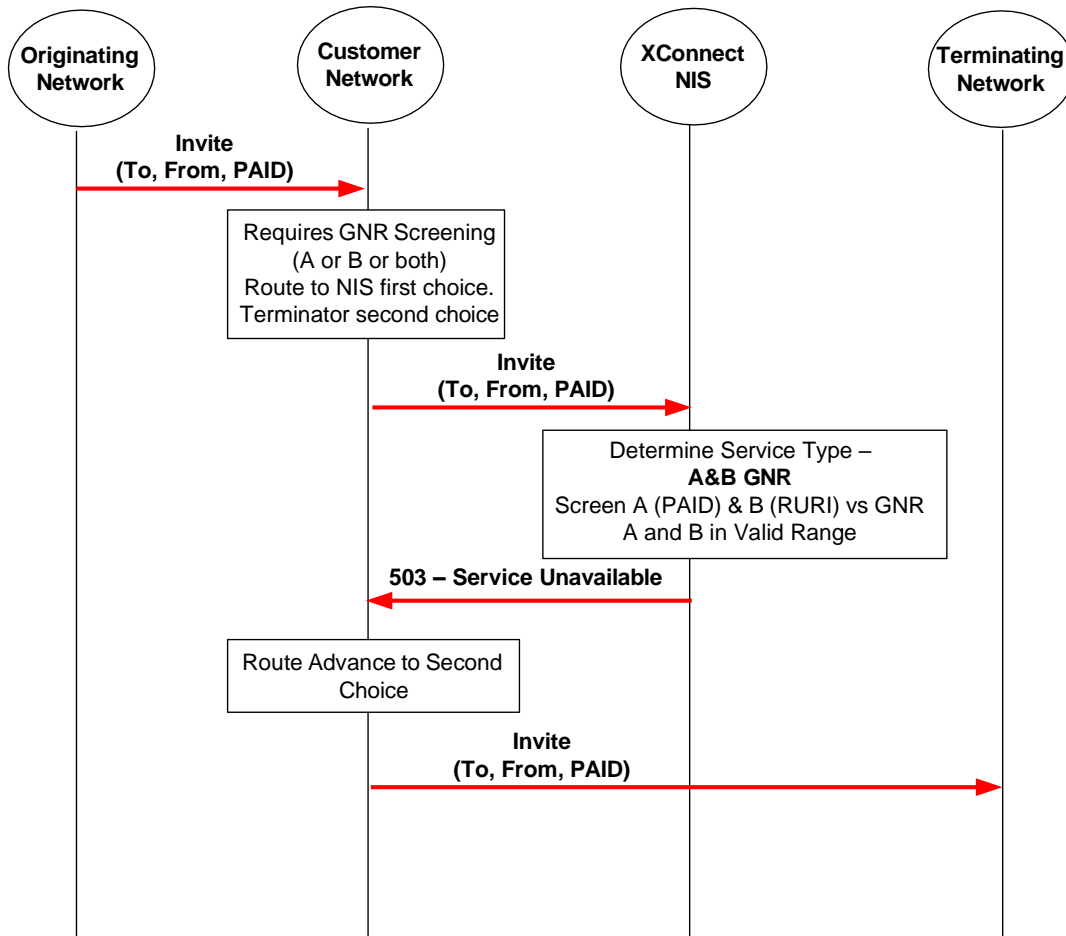 Originating
Network
Customer
Network
XConnect
NIS
Terminating
Network
Invite
(To, From, PAID)
Requires GNR Screening
(A or B or both)
Route to NIS first choice.
Terminator second choice
Invite
(To, From, PAID)
Determine Service Type –
A&B GNR
Screen A (PAID) & B (RURI) vs GNR
A and B in Valid Range
503 – Service Unavailable
Route Advance to Second
Choice
Invite
(To, From, PAID)